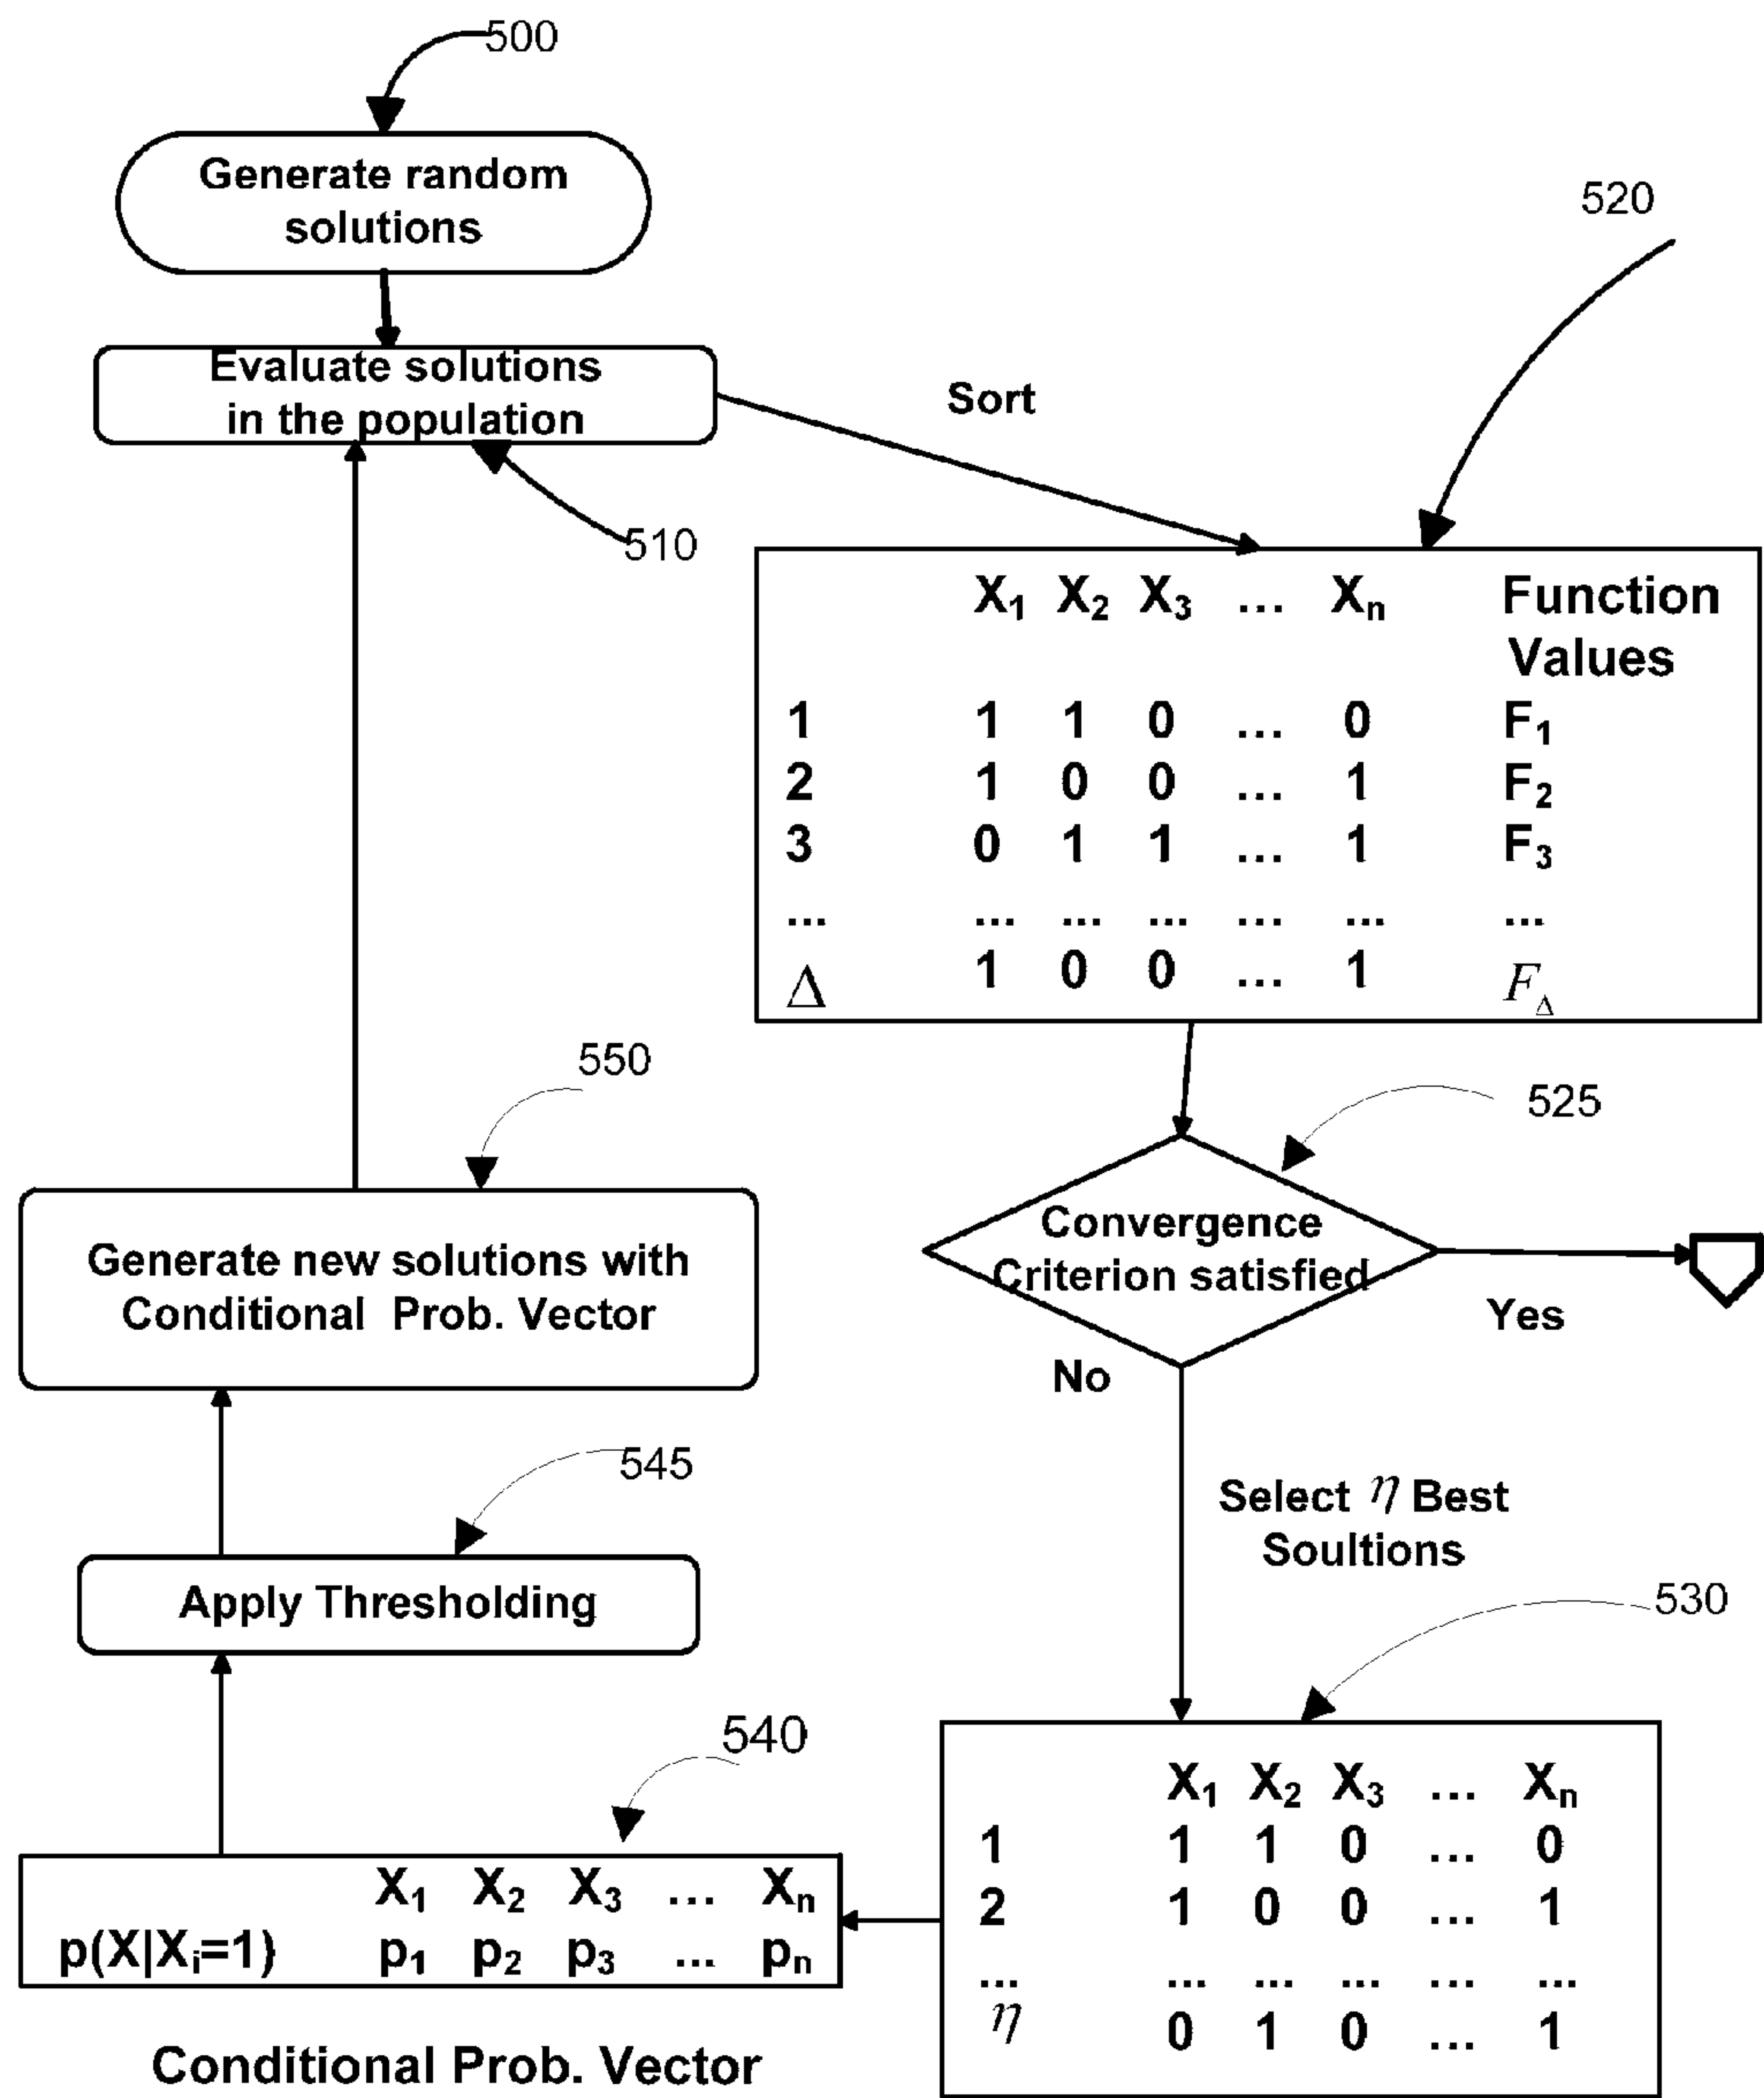 500
Generate random
solutions
520
Evaluate solutions
in the population
Sort
510
X1 X2 X3 ... Xn Function
Values
1 1 1 0 ... 0 F1
2 1 0 0 ... 1 F2
3 0 1 1 ... 1 F3
... ... ... ... ... ... ...
Δ 1 0 0 ... 1 FΔ
550
525
Generate new solutions with
Conditional Prob. Vector
Convergence
Criterion satisfied
Yes
No
545
Select η Best
Soultions
Apply Thresholding
530
540
X1 X2 X3 ... Xn
1 1 1 0 ... 0
2 1 0 0 ... 1
... ... ... ... ... ...
η 0 1 0 ... 1
X1 X2 X3 ... Xn
p(X|Xi=1) p1 p2 p3 ... pn
Conditional Prob. Vector